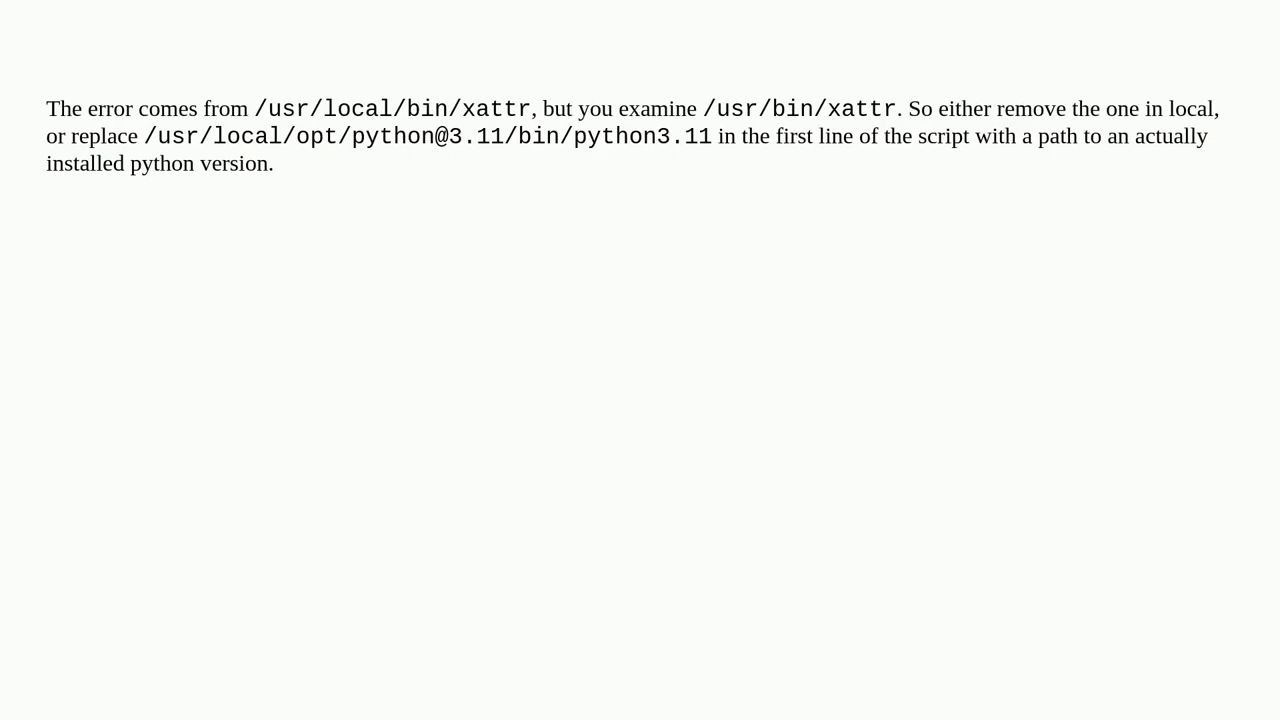 The error comes from /usr/local/bin/xattr, but you examine /usr/bin/xattr. So either remove the one in local,
or replace /usr/local/opt/python@3.11/bin/python3.11 in the first line of the script with a path to an actually
installed python version.